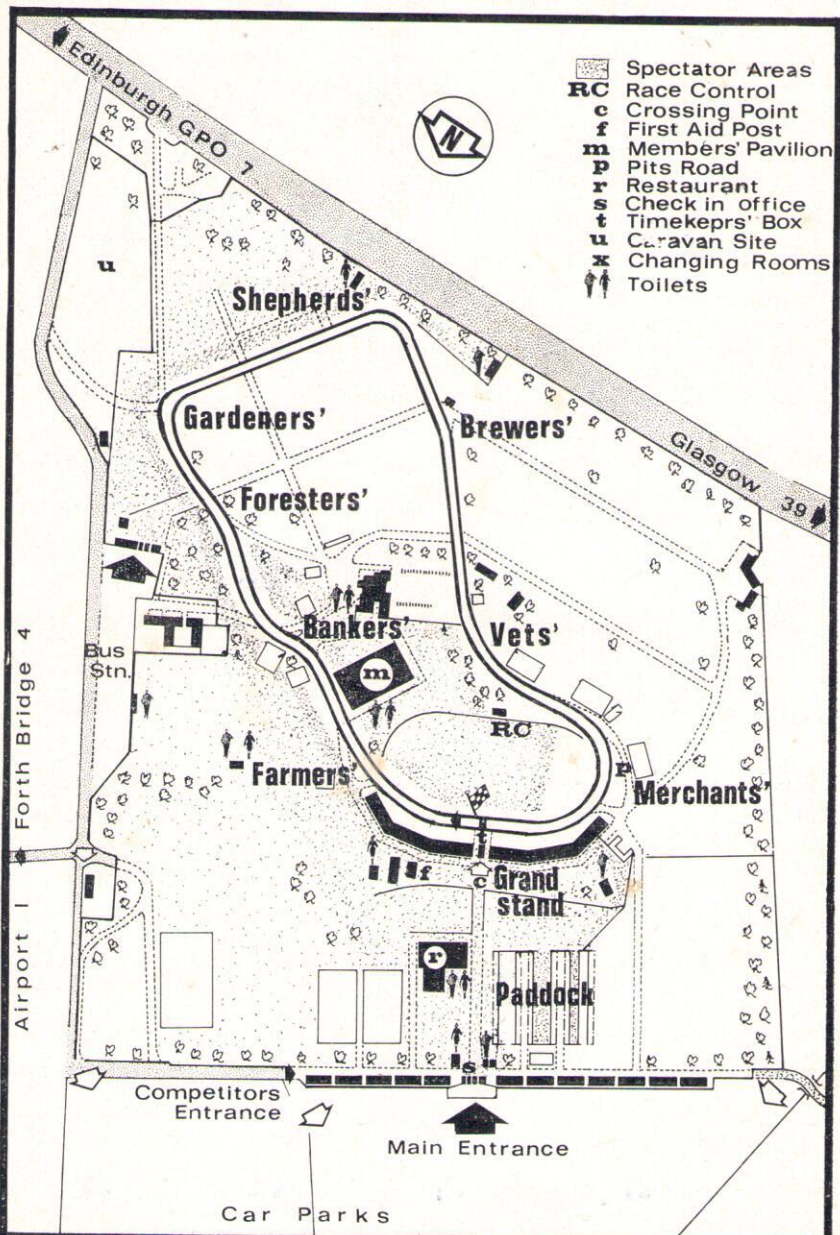 Edinburgh GPO 7
Spectator Areas
RC Race Control
c Crossing Point
f First Aid Post
m Members' Pavilion
p Pits Road
r Restaurant
s Check in office
t Timekeprs' Box
u Caravan Site
x Changing Rooms
Toilets
N
u
Shepherds'
Gardeners'
Brewers'
Glasgow 39
Foresters'
Bankers'
Vets'
Bus
Stn.
m
RC
Farmers'
p
Merchants'
t
f
c
Grand
stand
Airport 1
Forth Bridge 4
r
Paddock
s
Competitors
Entrance
Main Entrance
Car Parks